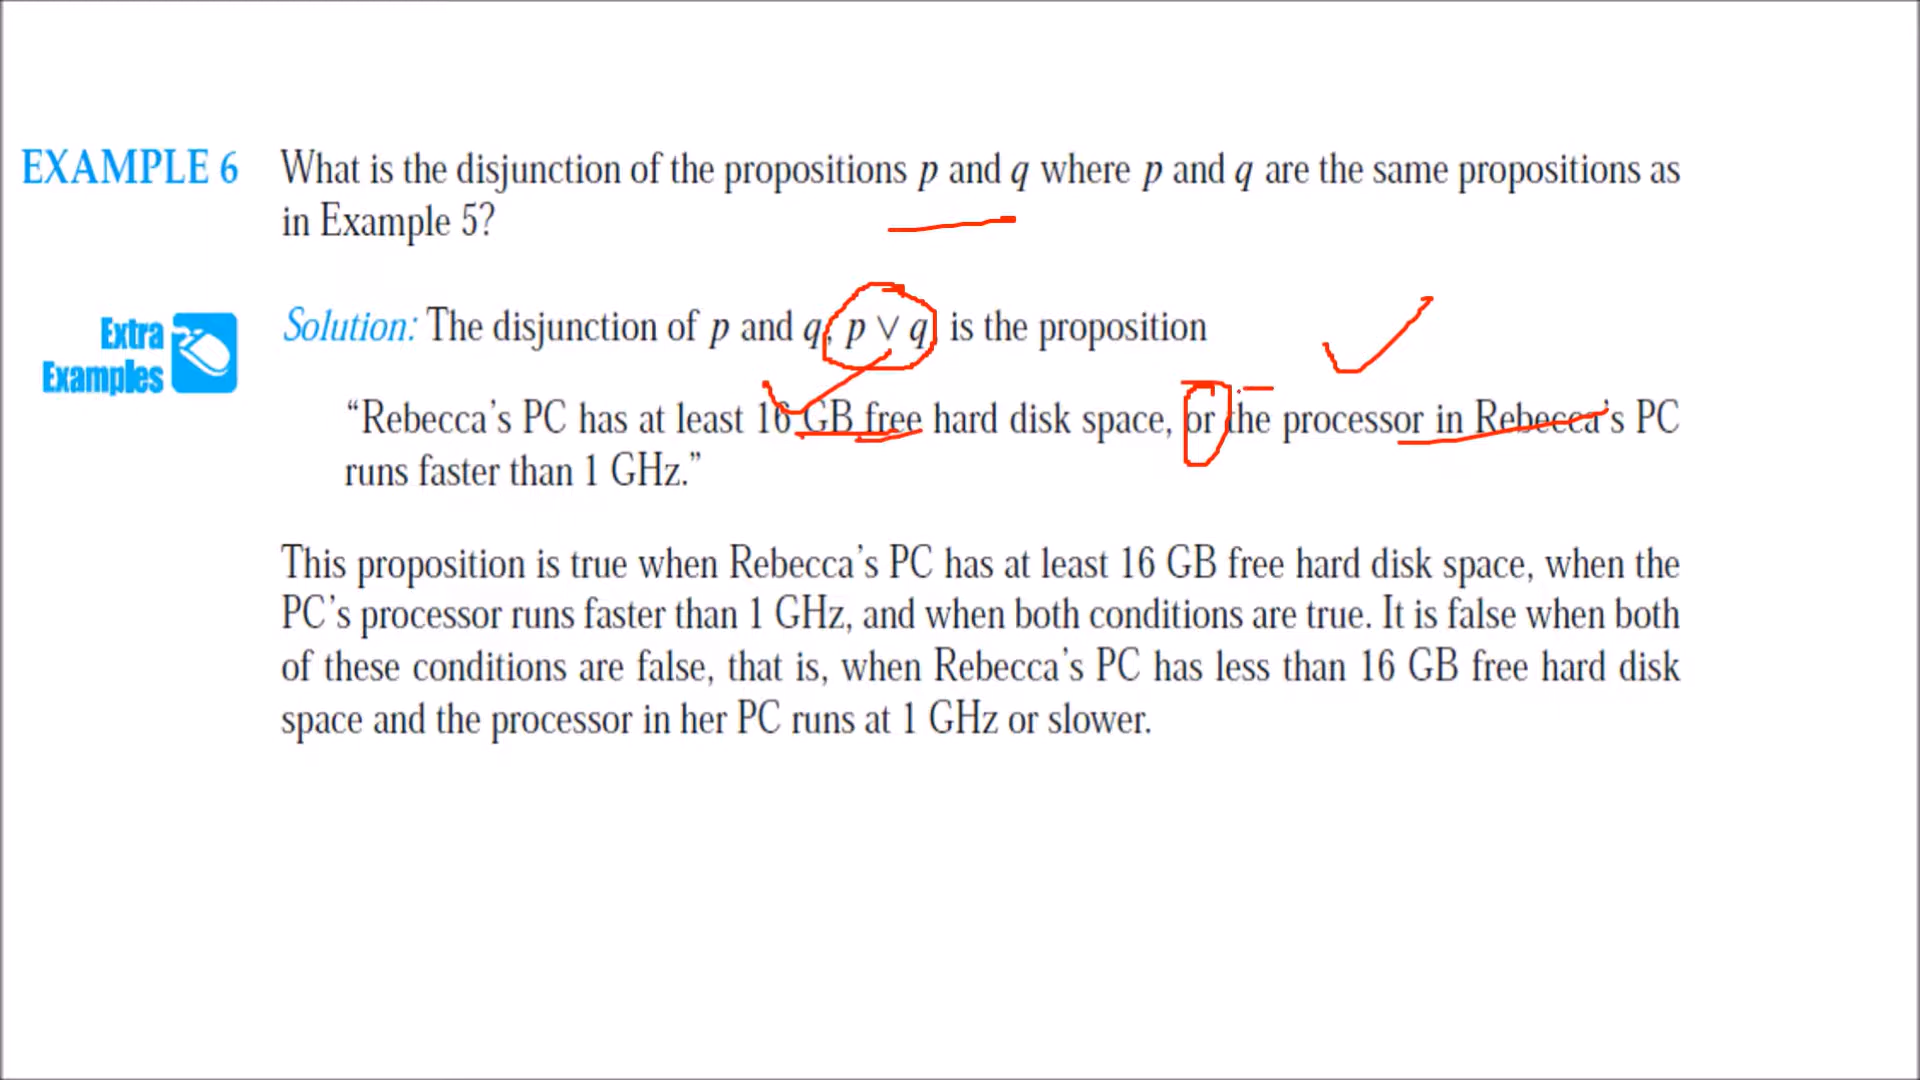 EXAMPLE 6 What is the disjunction of the propositions p and q where p and q are the same propositions as
in Example 5?
Extra
Examples
Solution: The disjunction of p and q, p ∨ q is the proposition
“Rebecca’s PC has at least 16 GB free hard disk space, or the processor in Rebecca’s PC
runs faster than 1 GHz.”
This proposition is true when Rebecca’s PC has at least 16 GB free hard disk space, when the
PC’s processor runs faster than 1 GHz, and when both conditions are true. It is false when both
of these conditions are false, that is, when Rebecca’s PC has less than 16 GB free hard disk
space and the processor in her PC runs at 1 GHz or slower.